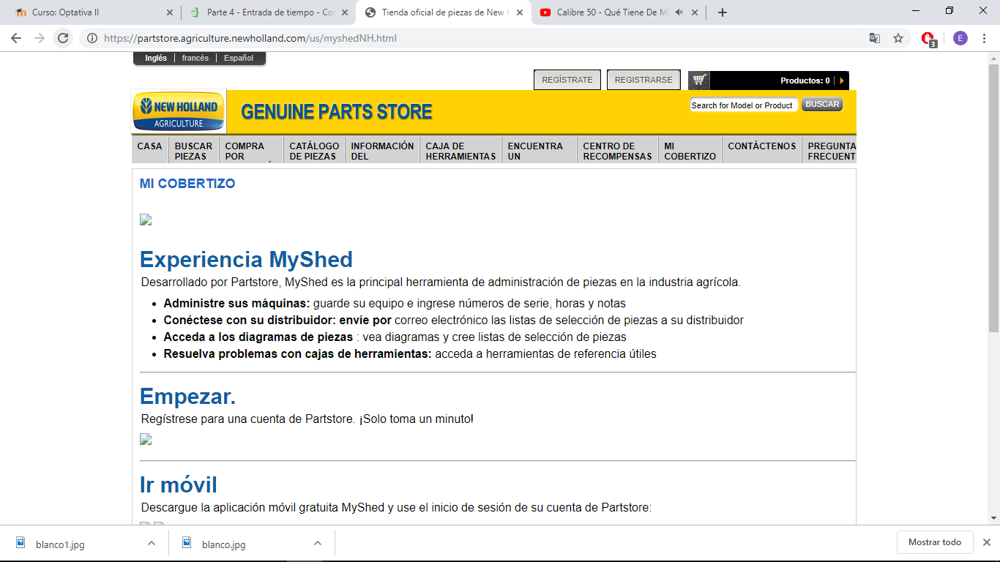 Curso: Optativa II
Parte 4 - Entrada de tiempo - Co
Tienda oficial de piezas de New H
Calibre 50 - Qué Tiene De M
https://partstore.agriculture.newholland.com/us/myshedNH.html
3
E
Inglés | francés | Español
REGÍSTRATE
REGISTRARSE
Productos: 0
NEW HOLLAND
AGRICULTURE
GENUINE PARTS STORE
Search for Model or Product
BUSCAR
CASA
BUSCAR
PIEZAS
COMPRA
POR
CATÁLOGO
DE PIEZAS
INFORMACIÓN
DEL
CAJA DE
HERRAMIENTAS
ENCUENTRA
UN
CENTRO DE
RECOMPENSAS
MI
COBERTIZO
CONTÁCTENOS
PREGUNTA
FRECUENT
MI COBERTIZO
Experiencia MyShed
Desarrollado por Partstore, MyShed es la principal herramienta de administración de piezas en la industria agrícola.
• Administre sus máquinas: guarde su equipo e ingrese números de serie, horas y notas
• Conéctese con su distribuidor: envíe por correo electrónico las listas de selección de piezas a su distribuidor
• Acceda a los diagramas de piezas : vea diagramas y cree listas de selección de piezas
• Resuelva problemas con cajas de herramientas: acceda a herramientas de referencia útiles
Empezar.
Regístrese para una cuenta de Partstore. ¡Solo toma un minuto!
Ir móvil
Descargue la aplicación móvil gratuita MyShed y use el inicio de sesión de su cuenta de Partstore:
blanco1.jpg
blanco.jpg
Mostrar todo